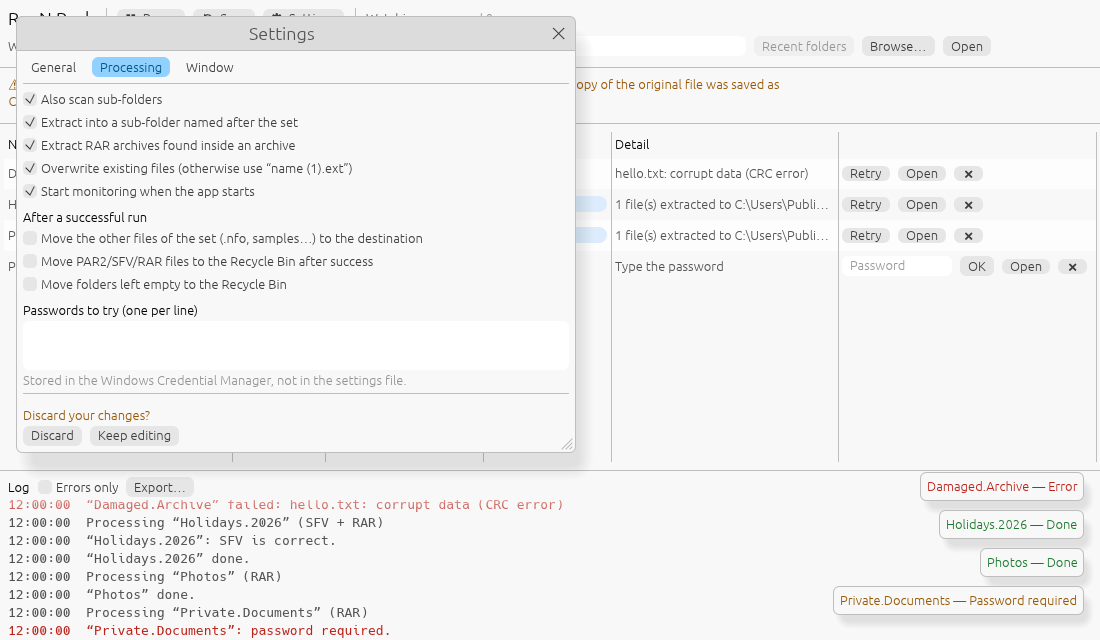 Settings
Recent folders Browse… Open
General Processing Window
opy of the original file was saved as
Also scan sub-folders
Extract into a sub-folder named after the set
Extract RAR archives found inside an archive
Overwrite existing files (otherwise use “name (1).ext”)
Start monitoring when the app starts
After a successful run
Move the other files of the set (.nfo, samples…) to the destination
Move PAR2/SFV/RAR files to the Recycle Bin after success
Move folders left empty to the Recycle Bin
Passwords to try (one per line)
Stored in the Windows Credential Manager, not in the settings file.
Discard your changes?
Discard Keep editing
Detail
hello.txt: corrupt data (CRC error) Retry Open
1 file(s) extracted to C:\Users\Publi… Retry Open
1 file(s) extracted to C:\Users\Publi… Retry Open
Type the password Password OK Open
Log Errors only Export…
12:00:00 “Damaged.Archive” failed: hello.txt: corrupt data (CRC error)
12:00:00 Processing “Holidays.2026” (SFV + RAR)
12:00:00 “Holidays.2026”: SFV is correct.
12:00:00 “Holidays.2026” done.
12:00:00 Processing “Photos” (RAR)
12:00:00 “Photos” done.
12:00:00 Processing “Private.Documents” (RAR)
12:00:00 “Private.Documents”: password required.
Damaged.Archive — Error
Holidays.2026 — Done
Photos — Done
Private.Documents — Password required